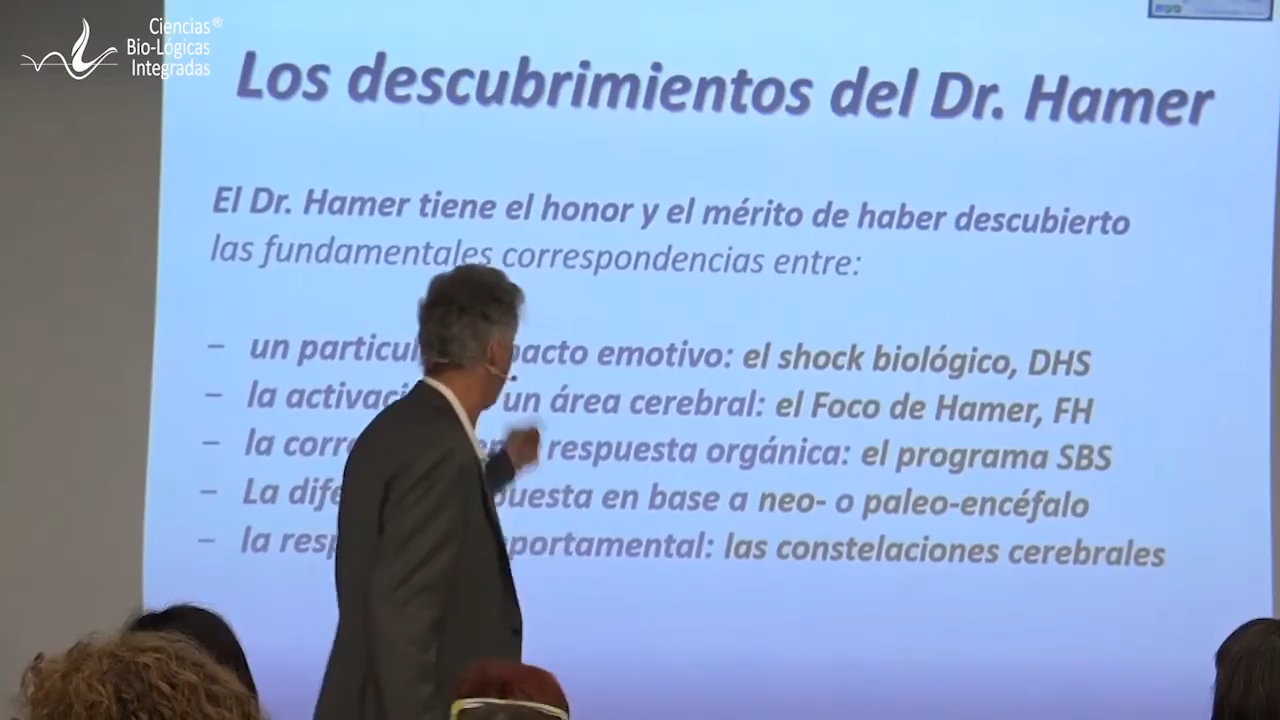 Ciencias®
Bio-Lógicas
Integradas
Los descubrimientos del Dr. Hamer
El Dr. Hamer tiene el honor y el mérito de haber descubierto
las fundamentales correspondencias entre:
– un emotivo: el shock biológico, DHS
– la un área cerebral: el Foco de Hamer, FH
– la respuesta orgánica: el programa SBS
– La en base a neo- o paleo-encéfalo
– la las constelaciones cerebrales